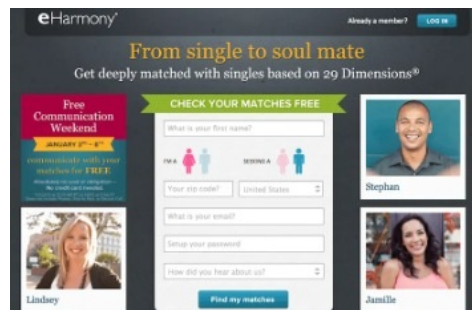 eHarmony®
Already a member? LOG IN
From single to soul mate
Get deeply matched with singles based on 29 Dimensions®
Free
Communication
Weekend
communicate with your
matches for FREE
CHECK YOUR MATCHES FREE
What is your first name?
I'M A
SEEKING A
Your zip code?
United States
What is your email?
Setup your password
How did you hear about us?
Find my matches
Stephan
Lindsey
Jamille